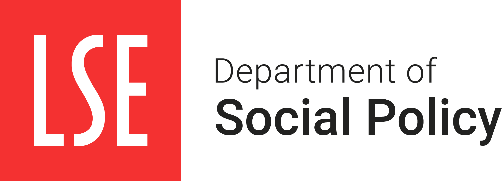 LSE
Department of
Social Policy